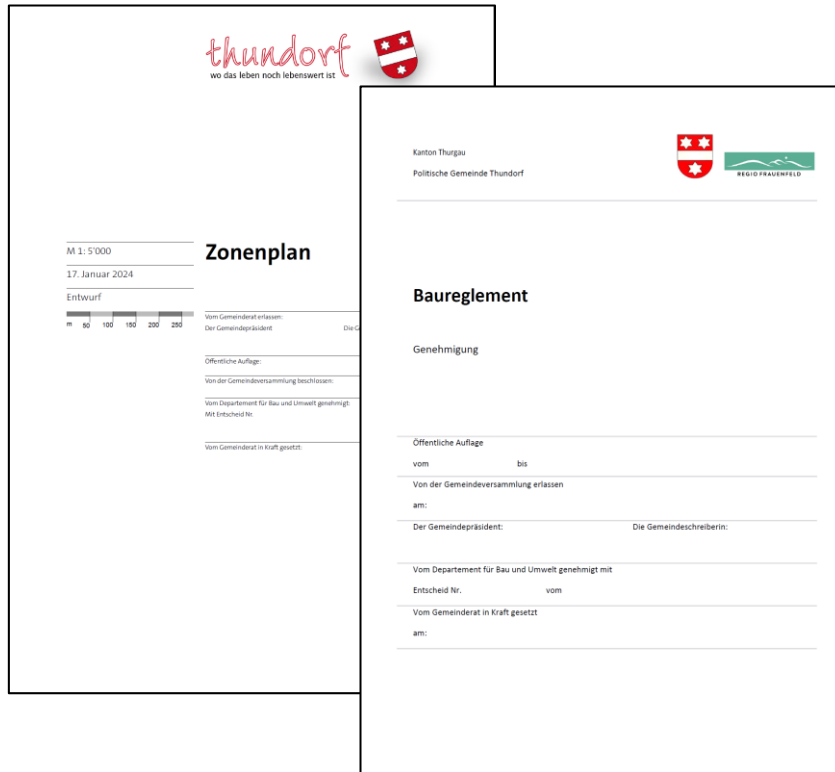 thundorf
wo das leben noch lebenswert ist
M 1: 5'000
17. Januar 2024
Entwurf
m 50 100 150 200 250
Zonenplan
Vom Gemeinderat erlassen:
Der Gemeindepräsident Die G
Öffentliche Auflage:
Von der Gemeindeversammlung beschlossen:
Vom Departement für Bau und Umwelt genehmigt:
Mit Entscheid Nr.
Vom Gemeinderat in Kraft gesetzt:
Kanton Thurgau
Politische Gemeinde Thundorf
REGIO FRAUENFELD
Baureglement
Genehmigung
Öffentliche Auflage
vom bis
Von der Gemeindeversammlung erlassen
am:
Der Gemeindepräsident: Die Gemeindeschreiberin:
Vom Departement für Bau und Umwelt genehmigt mit
Entscheid Nr. vom
Vom Gemeinderat in Kraft gesetzt
am: